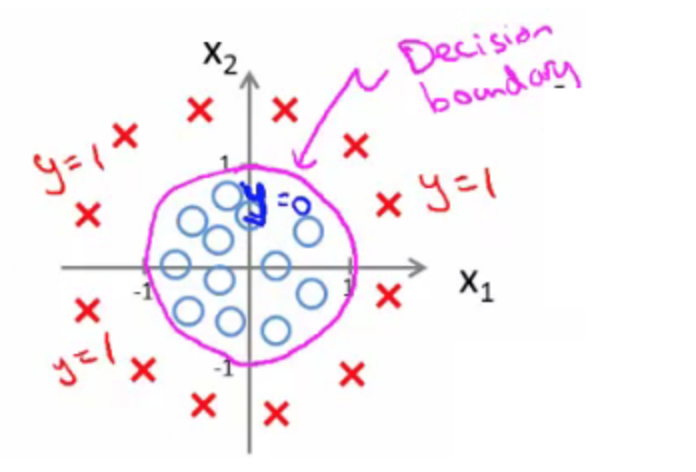 x₂
Decision
boundary
y=1
1
y=0
y=1
-1
1
x₁
y=1
-1